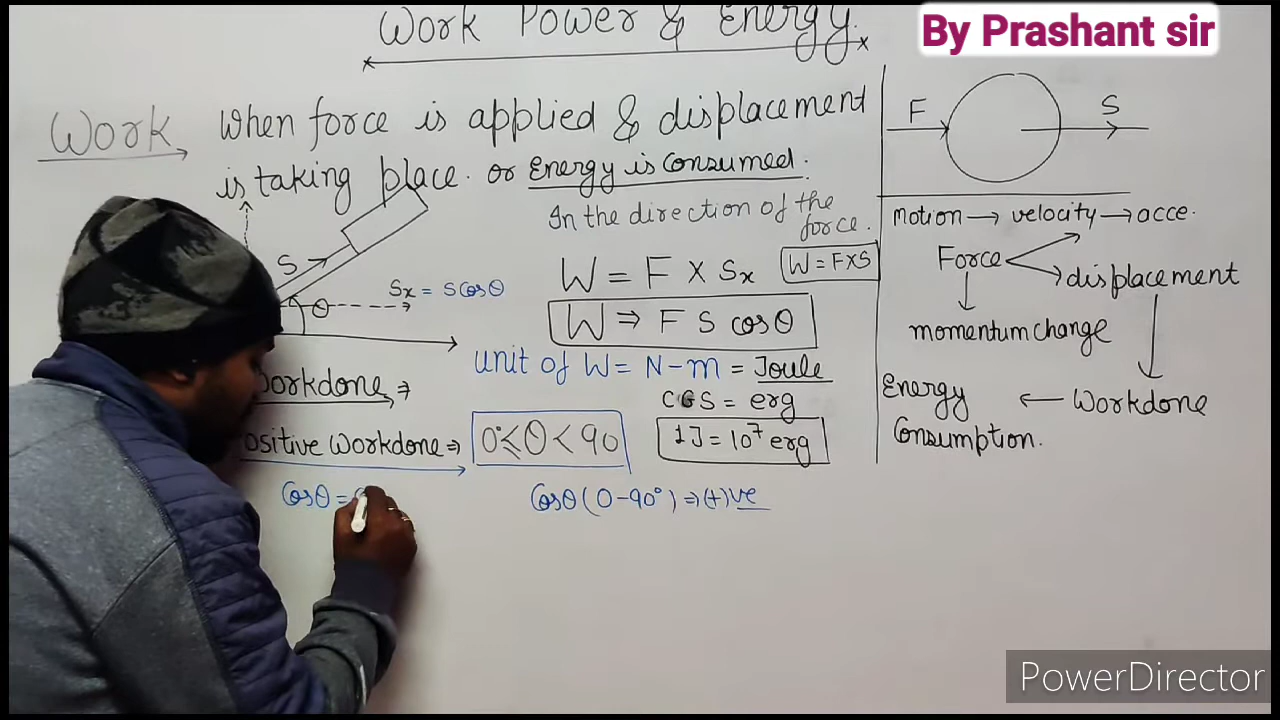 Work Power & Energy
By Prashant sir
Work When force is applied & displacement
is taking place. or Energy is consumed.
In the direction of the
force.
S
θ
Sx = S cosθ
W = F × Sx
W = F×S
W ⇒ F S cosθ
unit of W = N-m = Joule
CGS = erg
1J = 10⁷ erg
orkdone ⇒
ositive Workdone ⇒ 0°⩽θ<90
Cosθ =
Cosθ (0-90°) ⇒ (+)ve
F S
motion → velocity → acce.
Force
displacement
momentum change
Energy ← Workdone
Consumption.
PowerDirector